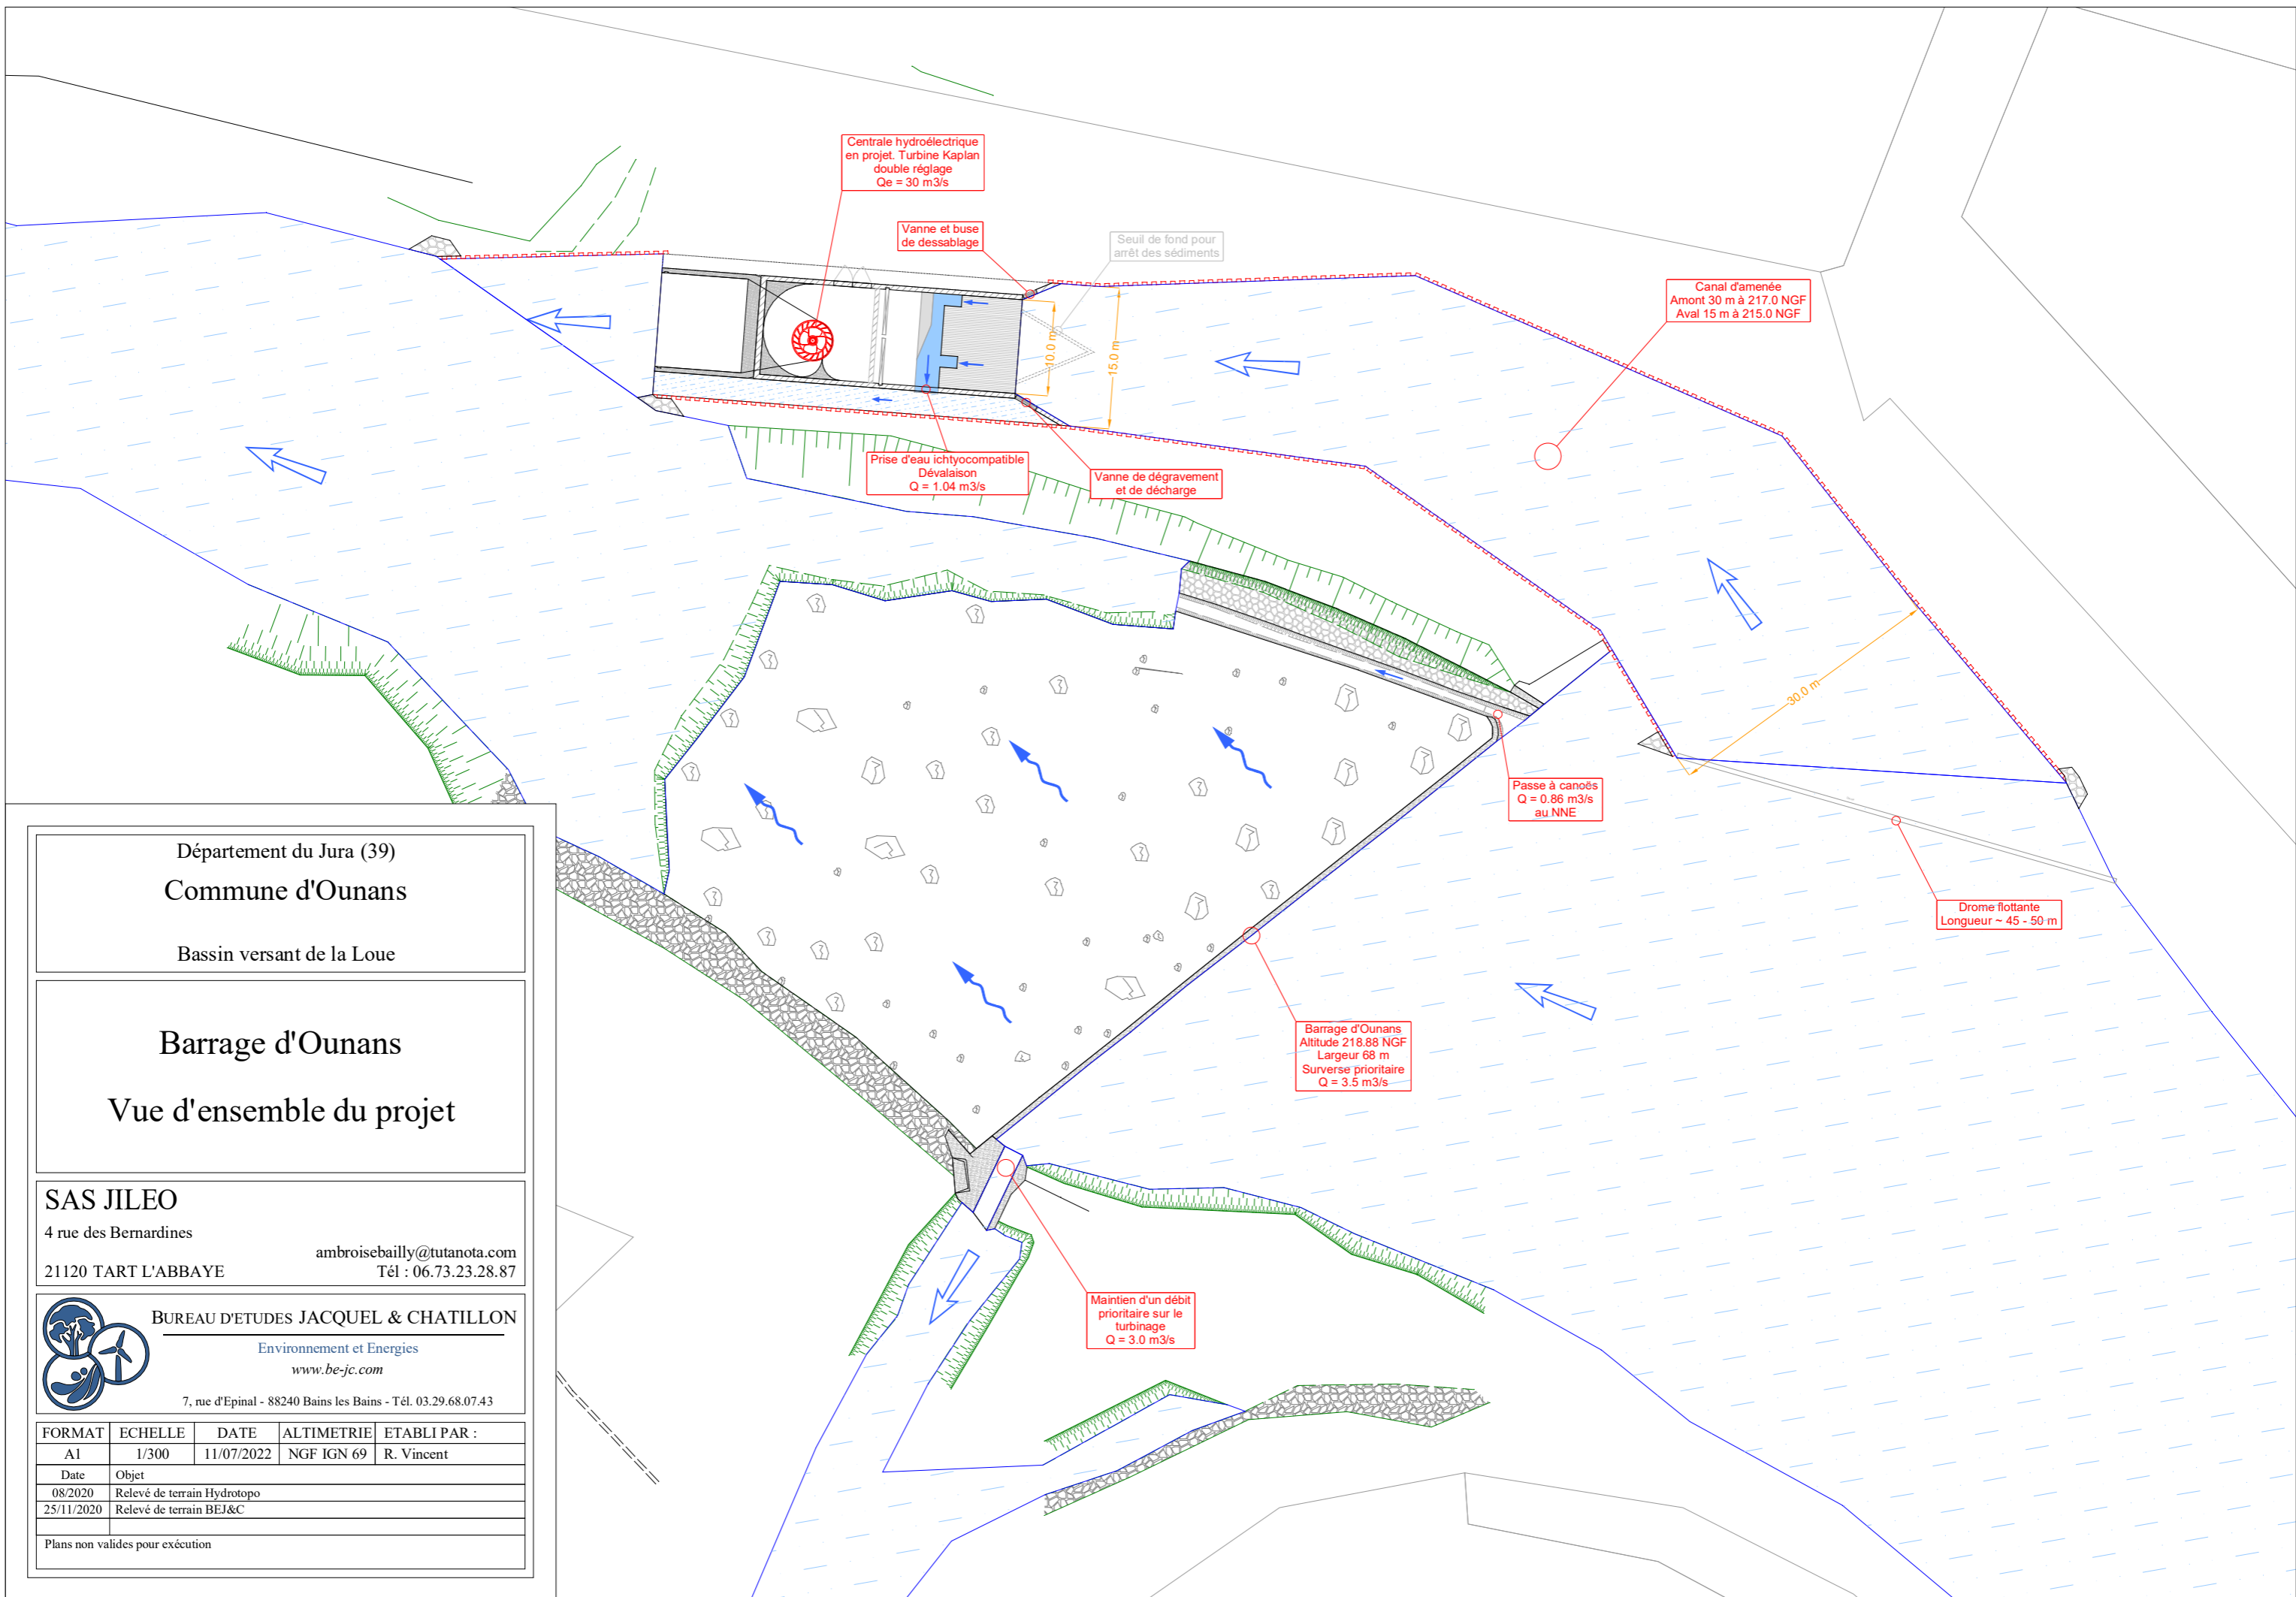 Centrale hydroélectrique
en projet. Turbine Kaplan
double réglage
Qe = 30 m3/s
Vanne et buse
de dessablage
Seuil de fond pour
arrêt des sédiments
Canal d'amenée
Amont 30 m à 217.0 NGF
Aval 15 m à 215.0 NGF
10.0 m
15.0 m
Prise d'eau ichtyocompatible
Dévalaison
Q = 1.04 m3/s
Vanne de dégravement
et de décharge
30.0 m
Passe à canoës
Q = 0.86 m3/s
au NNE
Drome flottante
Longueur ~ 45 - 50 m
Barrage d'Ounans
Altitude 218.88 NGF
Largeur 68 m
Surverse prioritaire
Q = 3.5 m3/s
Maintien d'un débit
prioritaire sur le
turbinage
Q = 3.0 m3/s
Département du Jura (39)
Commune d'Ounans
Bassin versant de la Loue
Barrage d'Ounans
Vue d'ensemble du projet
SAS JILEO
4 rue des Bernardines
ambroisebailly@tutanota.com
21120 TART L'ABBAYE Tél : 06.73.23.28.87
BUREAU D'ETUDES JACQUEL & CHATILLON
Environnement et Energies
www.be-jc.com
7, rue d'Epinal - 88240 Bains les Bains - Tél. 03.29.68.07.43
FORMAT ECHELLE DATE ALTIMETRIE ETABLI PAR :
A1 1/300 11/07/2022 NGF IGN 69 R. Vincent
Date Objet
08/2020 Relevé de terrain Hydrotopo
25/11/2020 Relevé de terrain BEJ&C
Plans non valides pour exécution